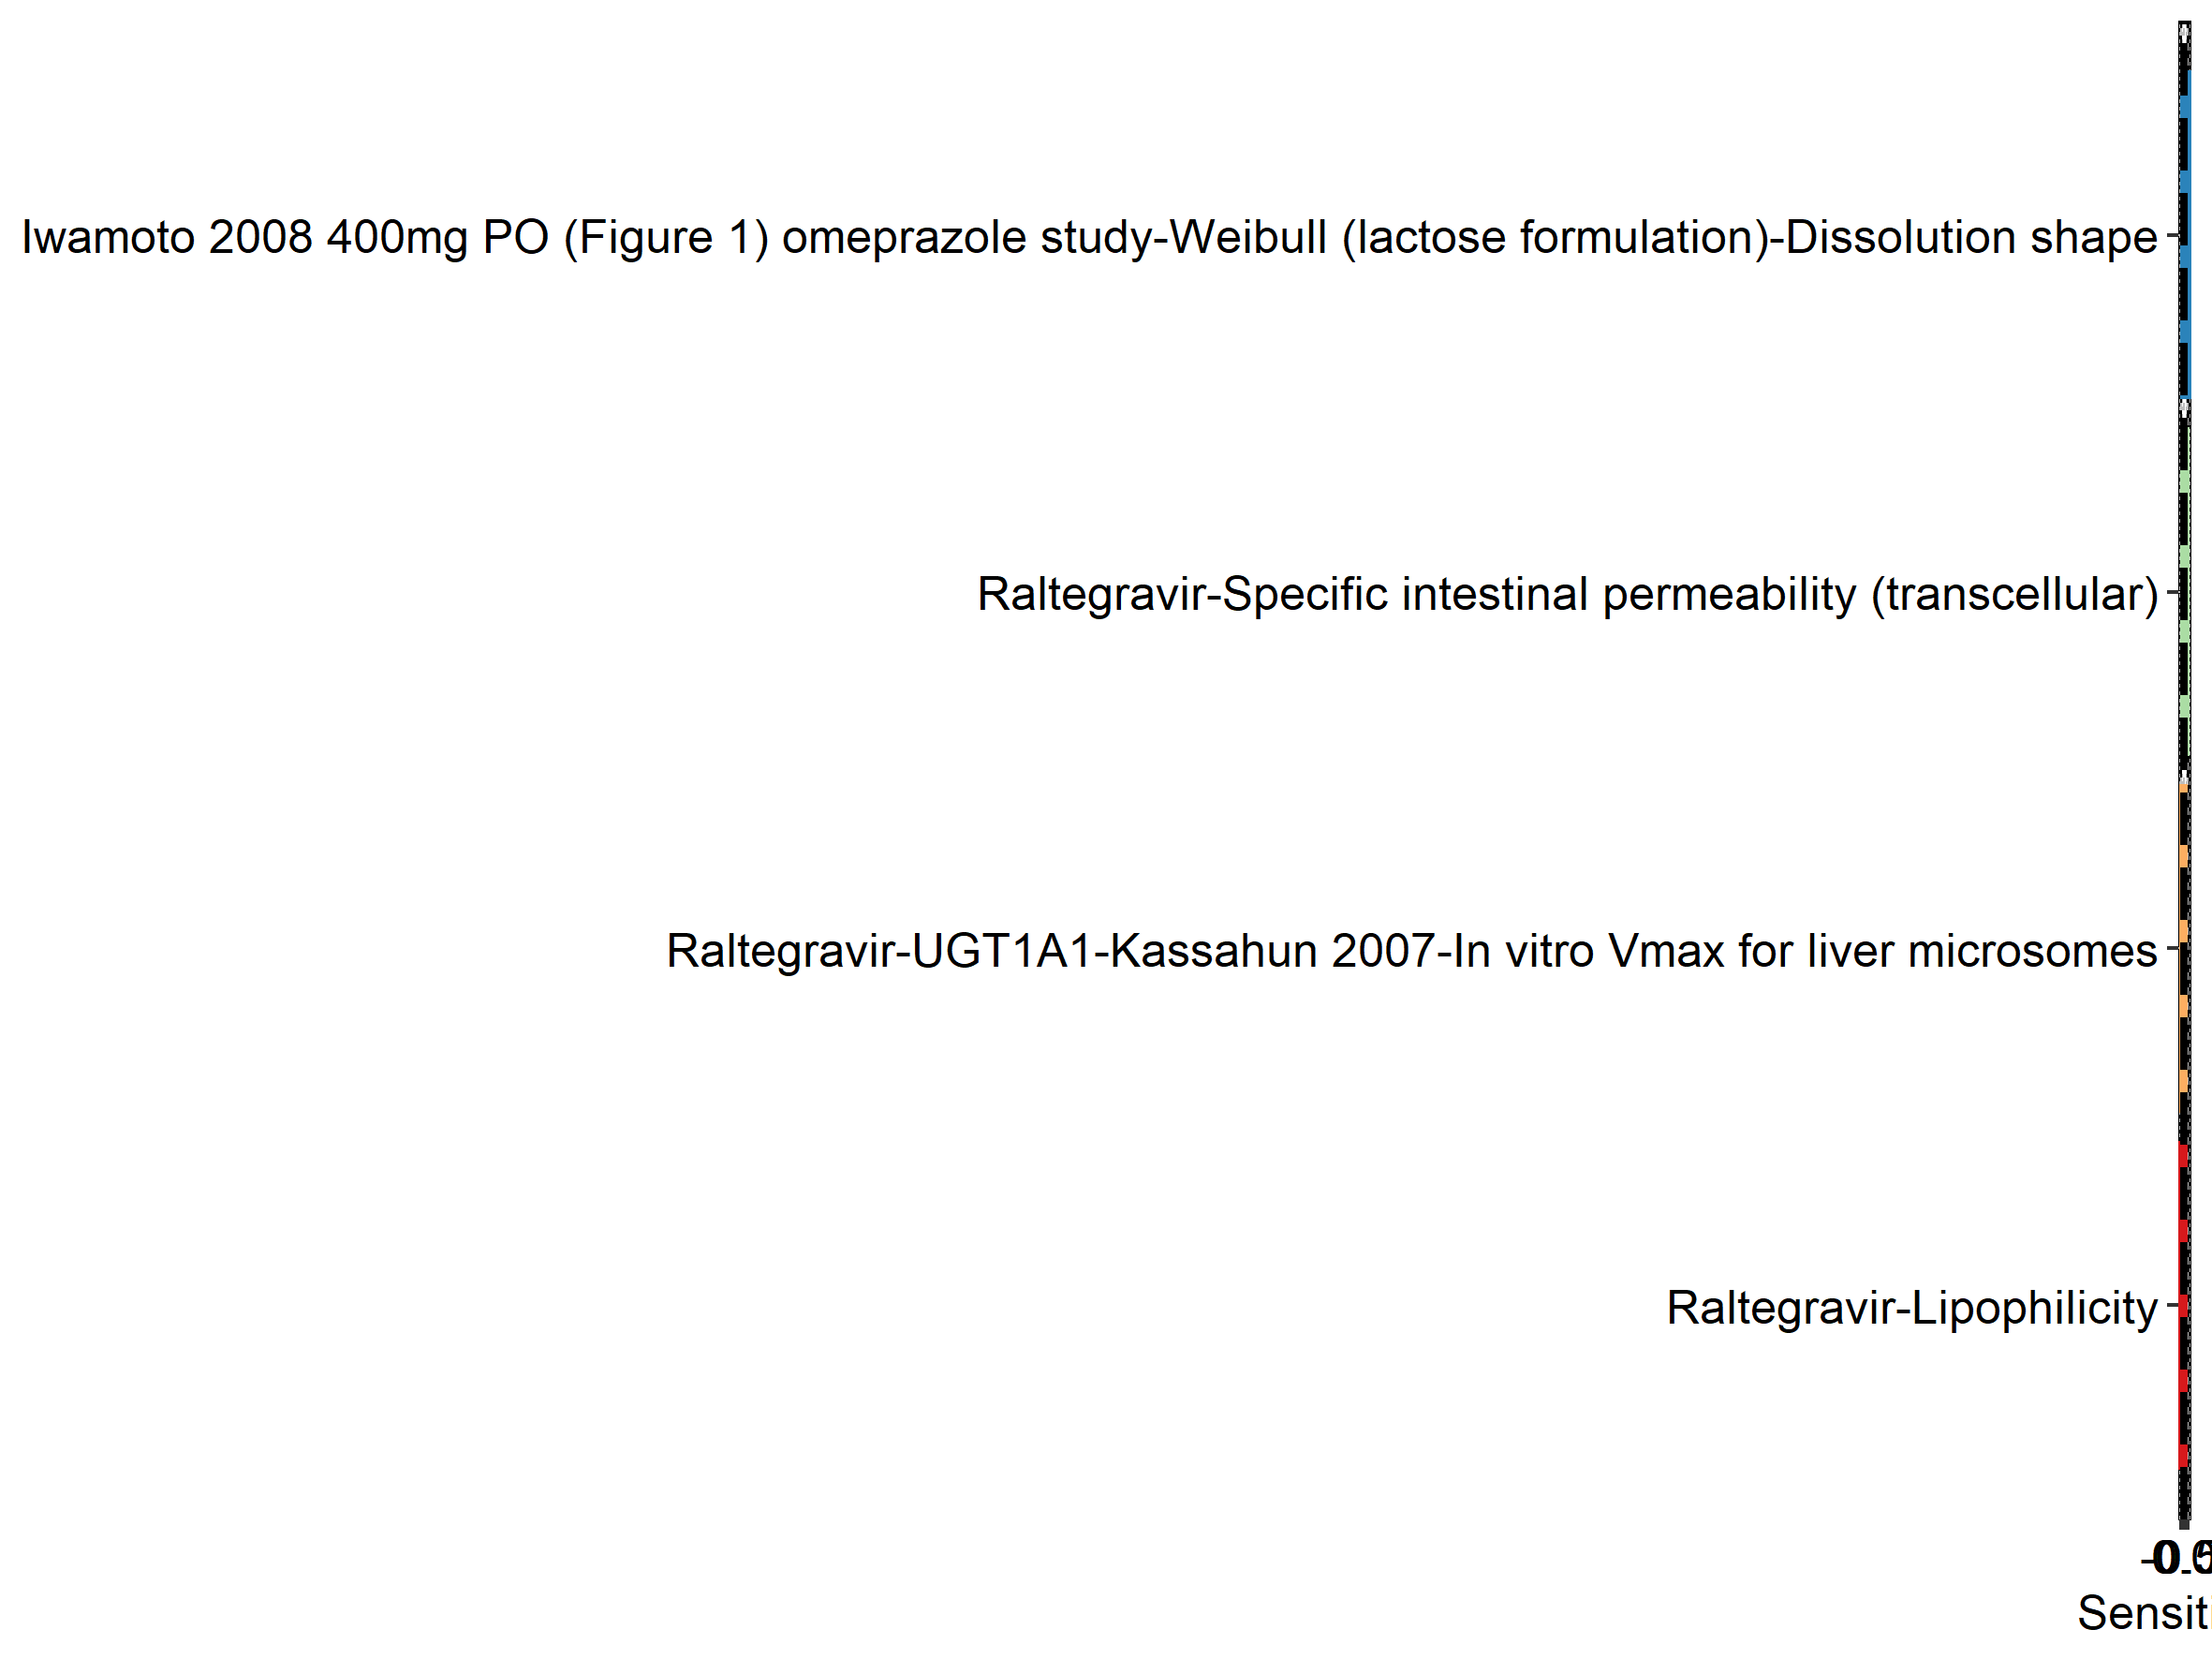 Iwamoto 2008 400mg PO (Figure 1) omeprazole study-Weibull (lactose formulation)-Dissolution shape
Raltegravir-Specific intestinal permeability (transcellular)
Raltegravir-UGT1A1-Kassahun 2007-In vitro Vmax for liver microsomes
Raltegravir-Lipophilicity